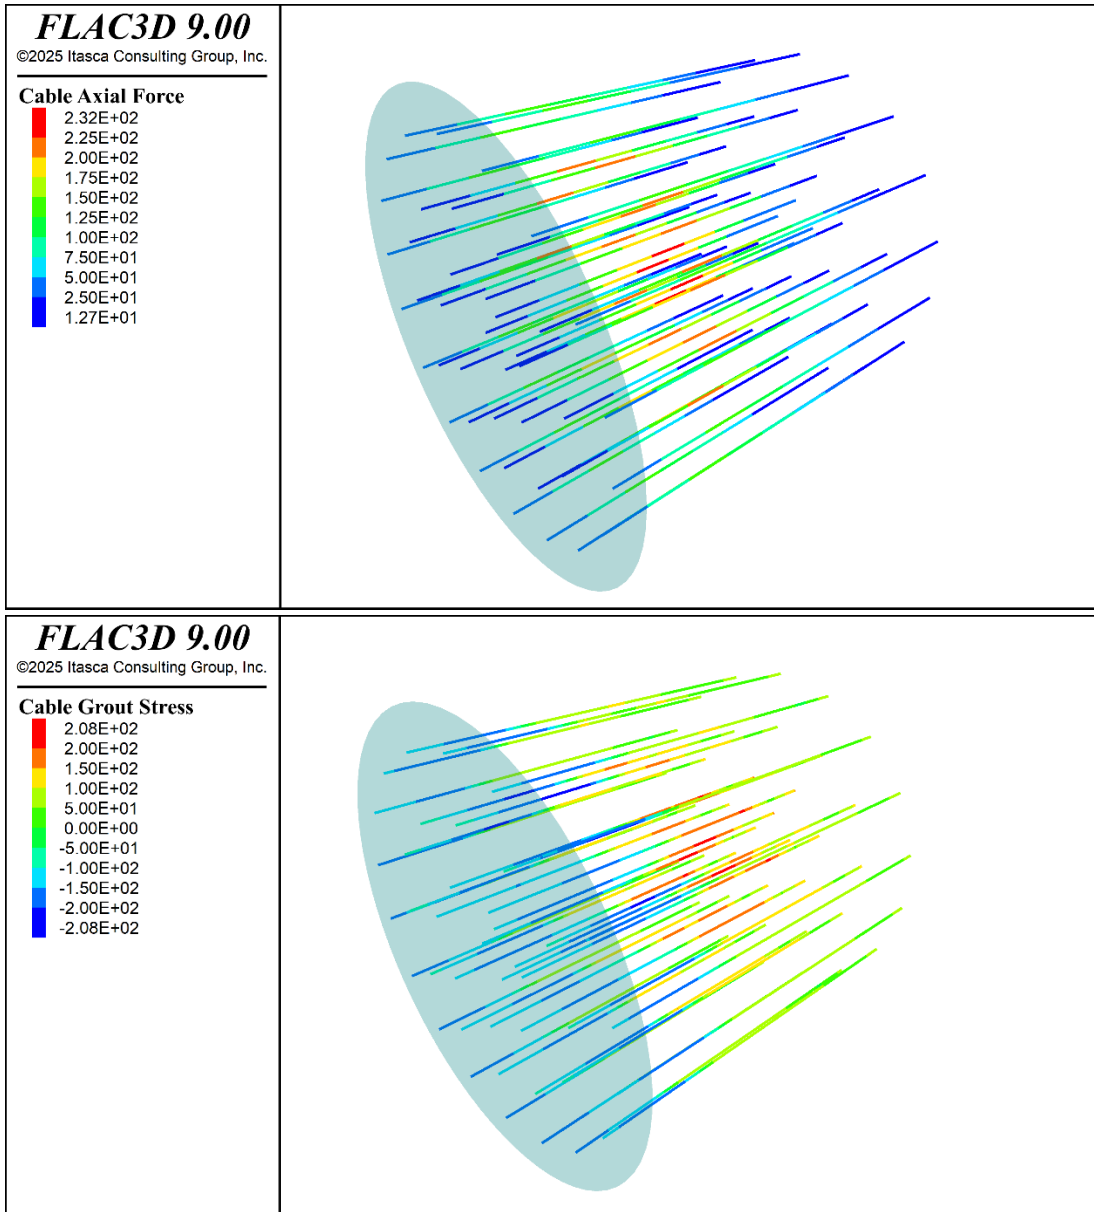 FLAC3D 9.00
©2025 Itasca Consulting Group, Inc.
Cable Axial Force
2.32E+02
2.25E+02
2.00E+02
1.75E+02
1.50E+02
1.25E+02
1.00E+02
7.50E+01
5.00E+01
2.50E+01
1.27E+01
FLAC3D 9.00
©2025 Itasca Consulting Group, Inc.
Cable Grout Stress
2.08E+02
2.00E+02
1.50E+02
1.00E+02
5.00E+01
0.00E+00
-5.00E+01
-1.00E+02
-1.50E+02
-2.00E+02
-2.08E+02